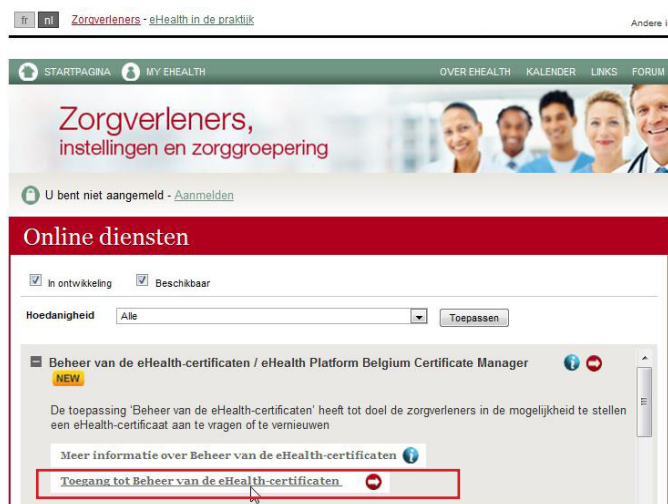 fr nl Zorgverleners - eHealth in de praktijk
Andere i
STARTPAGINA MY EHEALTH OVER EHEALTH KALENDER LINKS FORUM
Zorgverleners,
instellingen en zorggroepering
U bent niet aangemeld - Aanmelden
Online diensten
In ontwikkeling Beschikbaar
Hoedanigheid Alle Toepassen
Beheer van de eHealth-certificaten / eHealth Platform Belgium Certificate Manager
NEW
De toepassing 'Beheer van de eHealth-certificaten' heeft tot doel de zorgverleners in de mogelijkheid te stellen
een eHealth-certificaat aan te vragen of te vernieuwen
Meer informatie over Beheer van de eHealth-certificaten
Toegang tot Beheer van de eHealth-certificaten